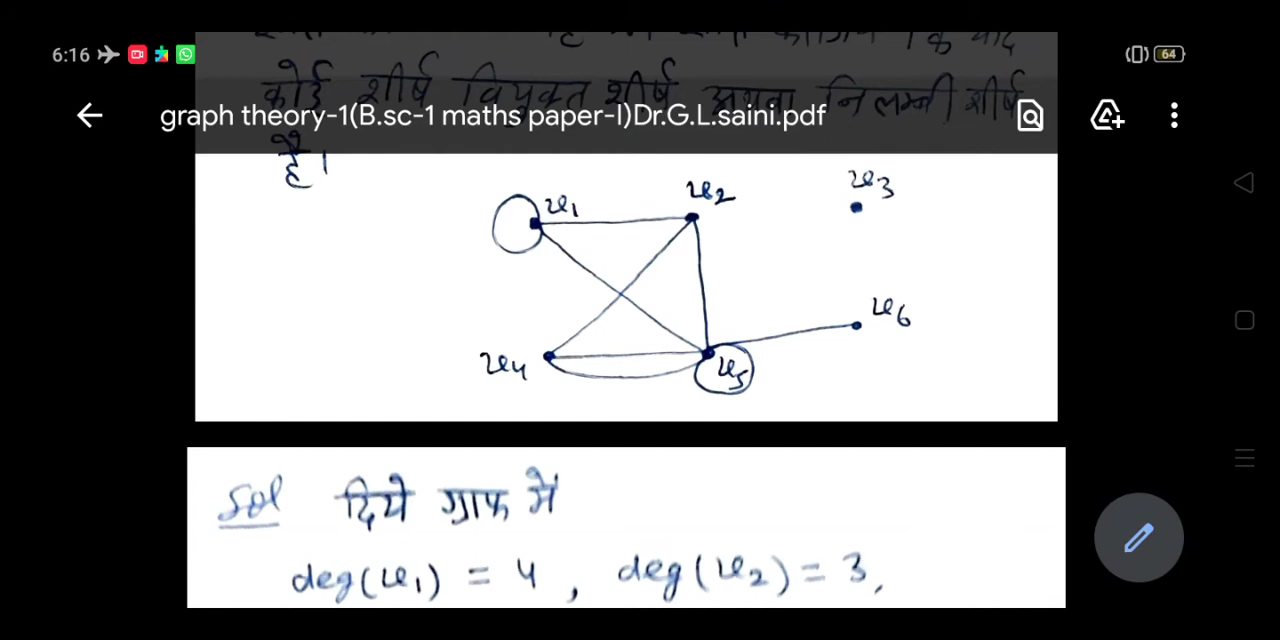 6:16
64
कोई शीर्ष वियुक्त शीर्ष अथवा निलम्बी शीर्ष
graph theory-1(B.sc-1 maths paper-I)Dr.G.L.saini.pdf
है।
v1
v2
v3
v4
v5
v6
Sol दिये ग्राफ में
deg(v1) = 4, deg(v2) = 3,